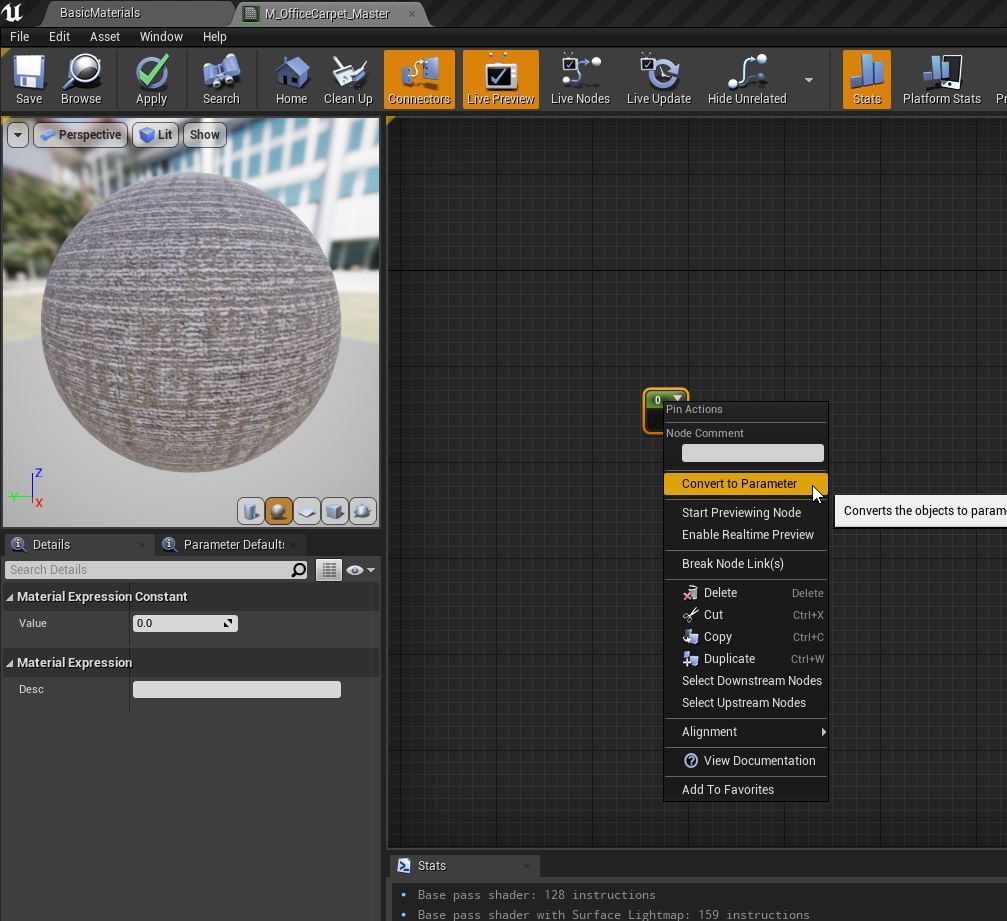 BasicMaterials
M_OfficeCarpet_Master
File Edit Asset Window Help
Save Browse Apply Search Home Clean Up Connectors Live Preview Live Nodes Live Update Hide Unrelated Stats Platform Stats
Perspective Lit Show
0
Pin Actions
Node Comment
Convert to Parameter
Converts the objects to param
Start Previewing Node
Enable Realtime Preview
Break Node Link(s)
Delete Delete
Cut Ctrl+X
Copy Ctrl+C
Duplicate Ctrl+W
Select Downstream Nodes
Select Upstream Nodes
Alignment
View Documentation
Add To Favorites
Z
Y
X
Details
Parameter Defaults
Search Details
Material Expression Constant
Value 0.0
Material Expression
Desc
Stats
• Base pass shader: 128 instructions
• Base pass shader with Surface Lightmap: 159 instructions